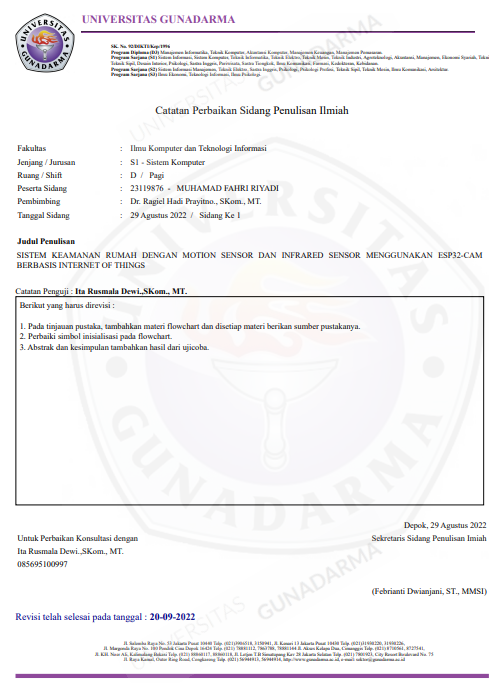 UNIVERSITAS GUNADARMA
SK. No. 92/DIKTI/Kep/1996
Program Diploma (D3) Manajemen Informatika, Teknik Komputer, Akuntansi Komputer, Manajemen Keuangan, Manajemen Pemasaran.
Program Sarjana (S1) Sistem Informasi, Sistem Komputer, Teknik Informatika, Teknik Elektro, Teknik Mesin, Teknik Industri, Agroteknologi, Akuntansi, Manajemen, Ekonomi Syariah, Teknik
Teknik Sipil, Desain Interior, Psikologi, Sastra Inggris, Pariwisata, Sastra Tiongkok, Ilmu Komunikasi, Farmasi, Kedokteran, Kebidanan.
Program Sarjana (S2) Sistem Informasi Manajemen, Teknik Elektro, Sastra Inggris, Psikologi, Psikologi Profesi, Teknik Sipil, Teknik Mesin, Ilmu Komunikasi, Arsitektur.
Program Sarjana (S3) Ilmu Ekonomi, Teknologi Informasi, Ilmu Psikologi.
Catatan Perbaikan Sidang Penulisan Ilmiah
Fakultas : Ilmu Komputer dan Teknologi Informasi
Jenjang / Jurusan : S1 - Sistem Komputer
Ruang / Shift : D / Pagi
Peserta Sidang : 23119876 - MUHAMAD FAHRI RIYADI
Pembimbing : Dr. Ragiel Hadi Prayitno., SKom., MT.
Tanggal Sidang : 29 Agustus 2022 / Sidang Ke 1
Judul Penulisan
SISTEM KEAMANAN RUMAH DENGAN MOTION SENSOR DAN INFRARED SENSOR MENGGUNAKAN ESP32-CAM
BERBASIS INTERNET OF THINGS
Catatan Penguji : Ita Rusmala Dewi.,SKom., MT.
Berikut yang harus direvisi :
1. Pada tinjauan pustaka, tambahkan materi flowchart dan disetiap materi berikan sumber pustakanya.
2. Perbaiki simbol inisialisasi pada flowchart.
3. Abstrak dan kesimpulan tambahkan hasil dari ujicoba.
Depok, 29 Agustus 2022
Untuk Perbaikan Konsultasi dengan
Sekretaris Sidang Penulisan Imiah
Ita Rusmala Dewi.,SKom., MT.
085695100997
(Febrianti Dwianjani, ST., MMSI)
Revisi telah selesai pada tanggal : 20-09-2022